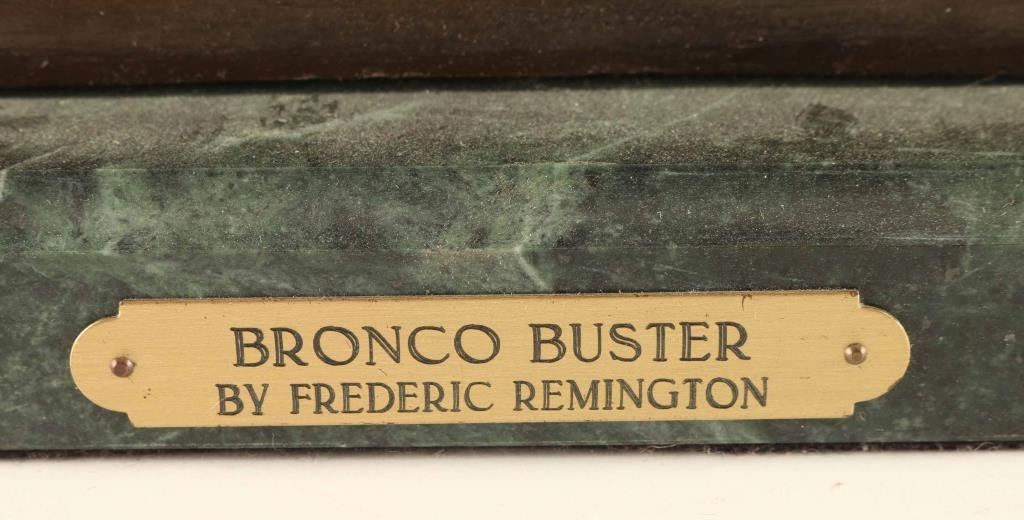 BRONCO BUSTER
BY FREDERIC REMINGTON